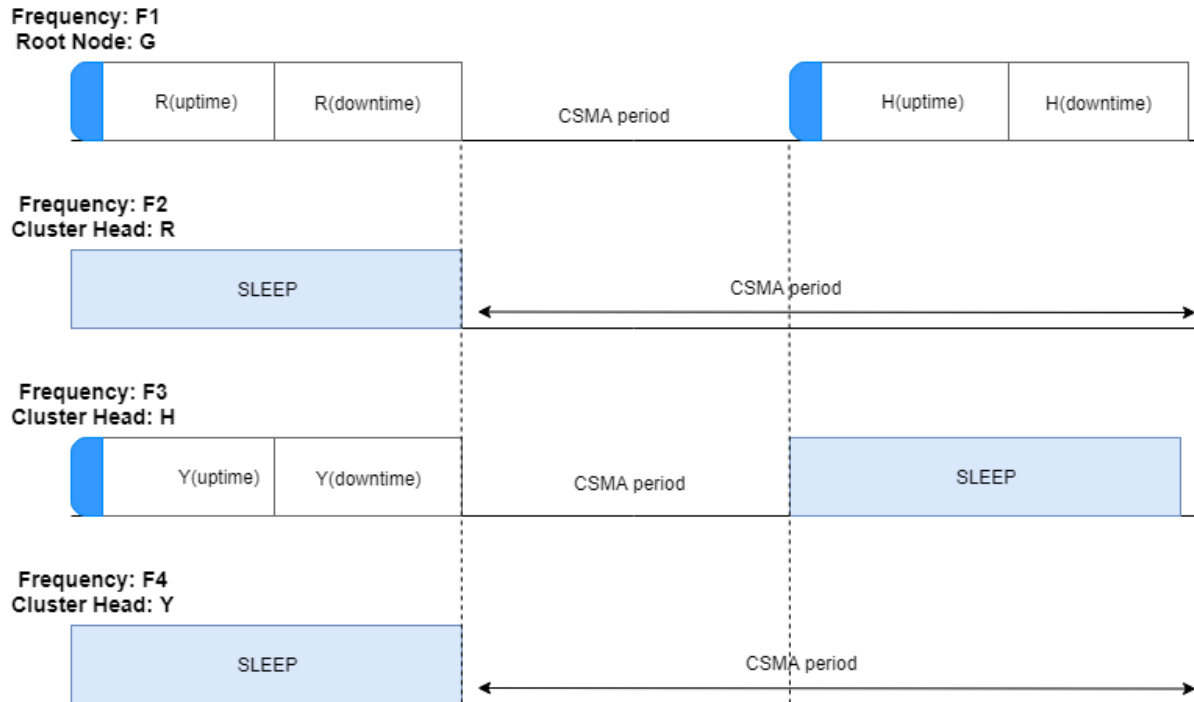 Frequency: F1
Root Node: G
R(uptime)
R(downtime)
CSMA period
H(uptime)
H(downtime)
Frequency: F2
Cluster Head: R
SLEEP
CSMA period
Frequency: F3
Cluster Head: H
Y(uptime)
Y(downtime)
CSMA period
SLEEP
Frequency: F4
Cluster Head: Y
SLEEP
CSMA period